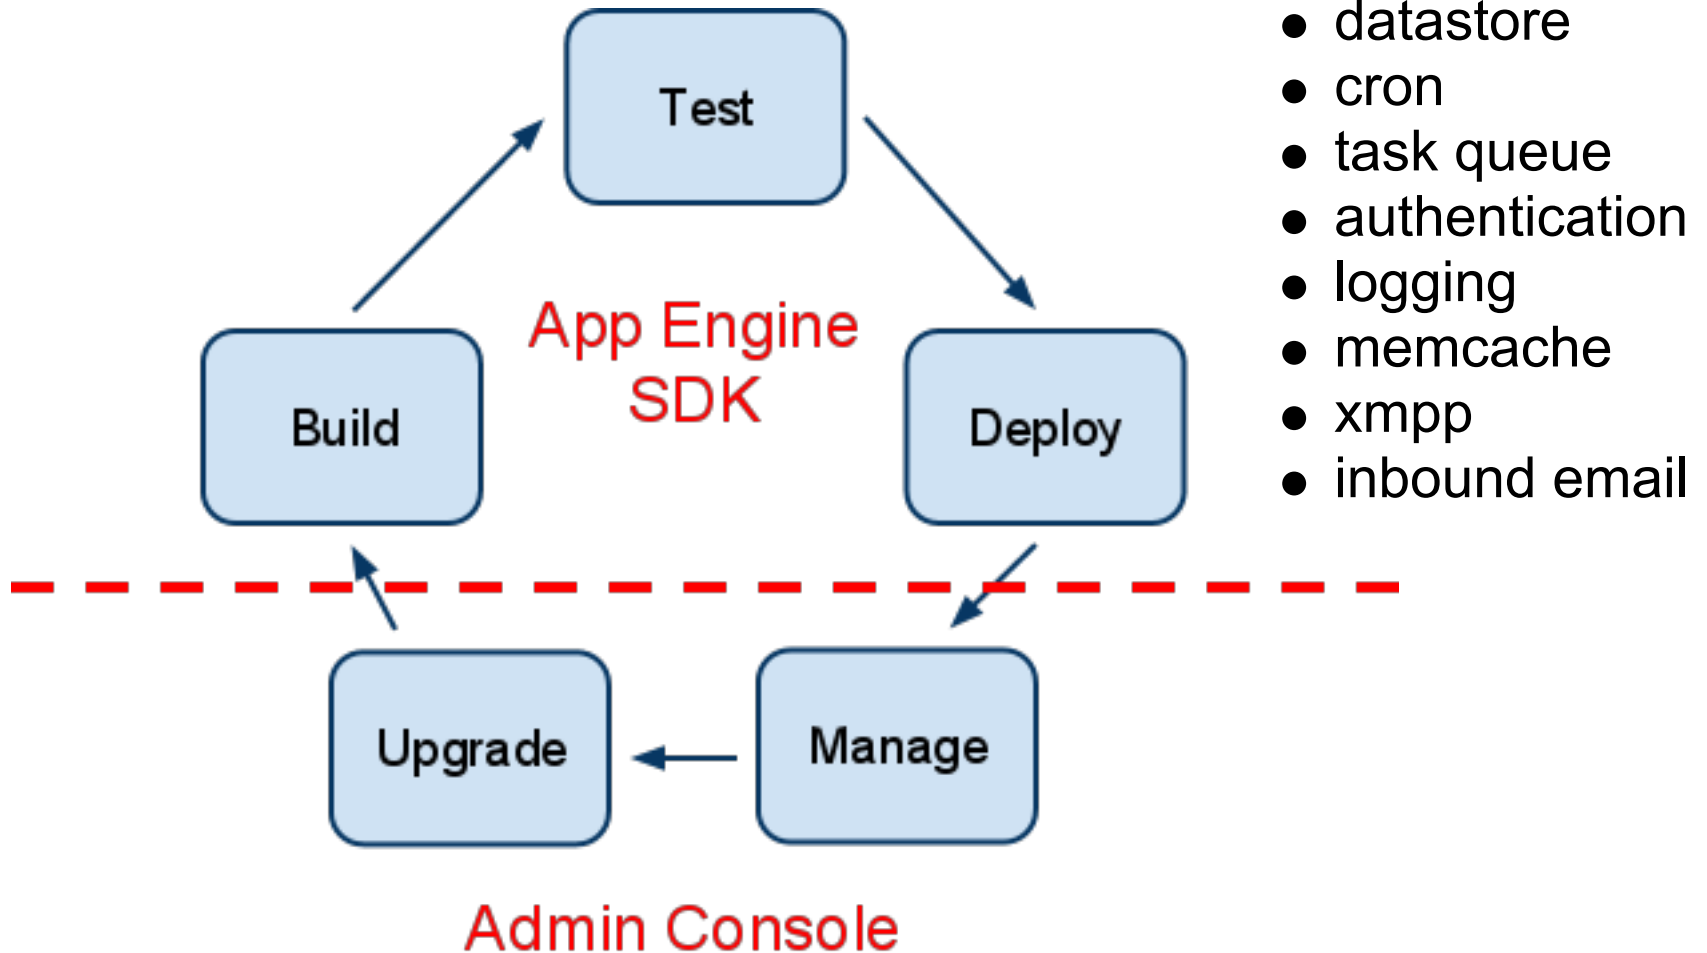 Test
App Engine
SDK
Build
Deploy
Upgrade
Manage
Admin Console
● datastore
● cron
● task queue
● authentication
● logging
● memcache
● xmpp
● inbound email